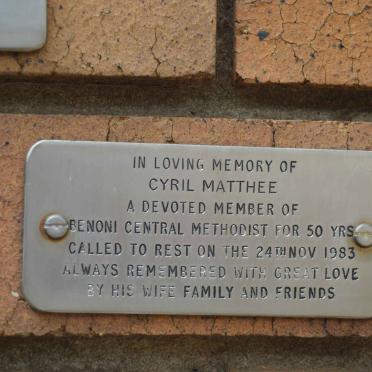 IN LOVING MEMORY OF
CYRIL MATTHEE
A DEVOTED MEMBER OF
BENONI CENTRAL METHODIST FOR 50 YRS
CALLED TO REST ON THE 24TH NOV 1983
ALWAYS REMEMBERED WITH GREAT LOVE
BY HIS WIFE FAMILY AND FRIENDS